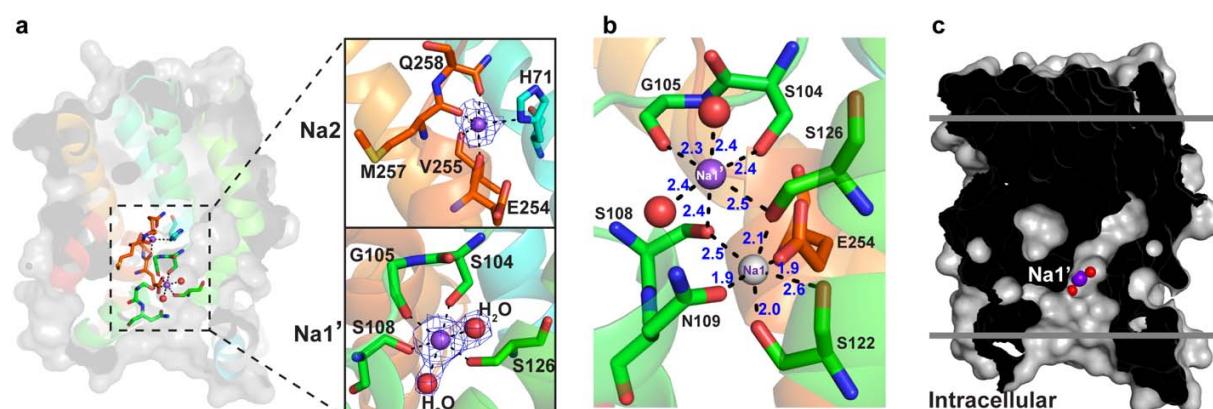 a
Na2
Q258
H71
M257
V255
E254
Na1'
G105
S104
S108
H2O
S126
H2O
b
G105
S104
S126
2.3
2.4
2.4
Na1'
2.4
2.5
2.4
S108
E254
2.1
2.5
Na1
1.9
1.9
2.6
N109
2.0
S122
c
Na1'
Intracellular